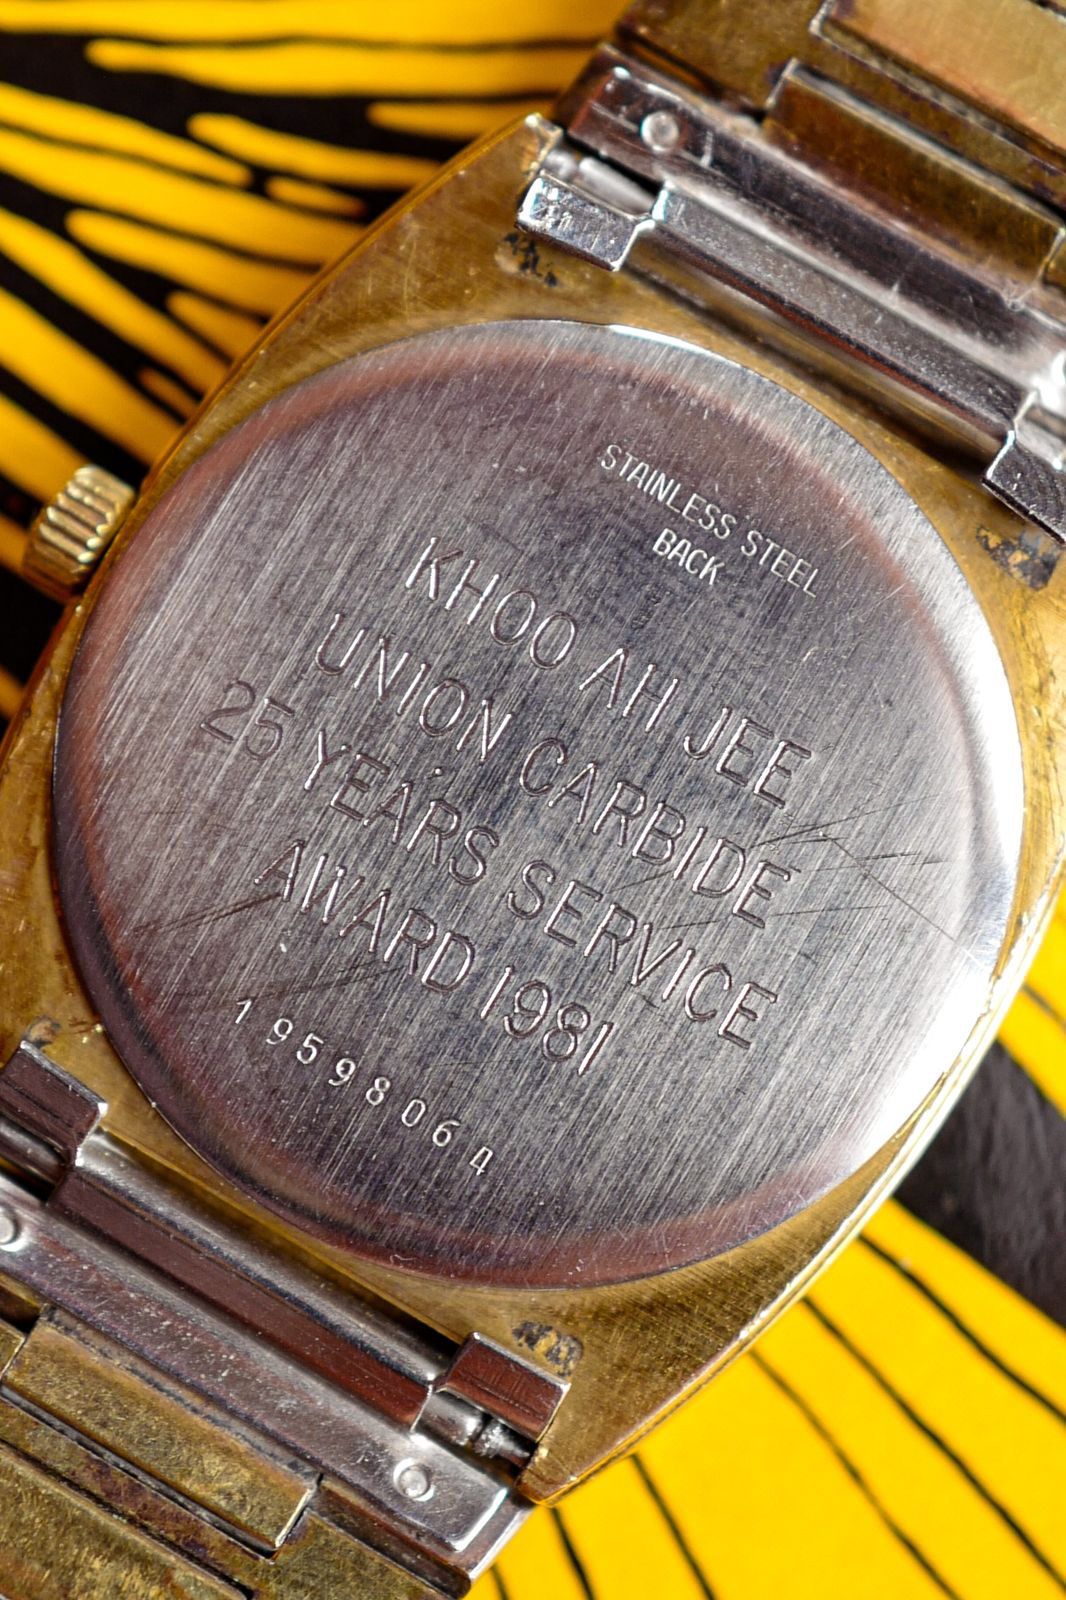 STAINLESS STEEL
BACK
KHOO AH JEE
UNION CARBIDE
25 YEARS SERVICE
AWARD 1981
19598064